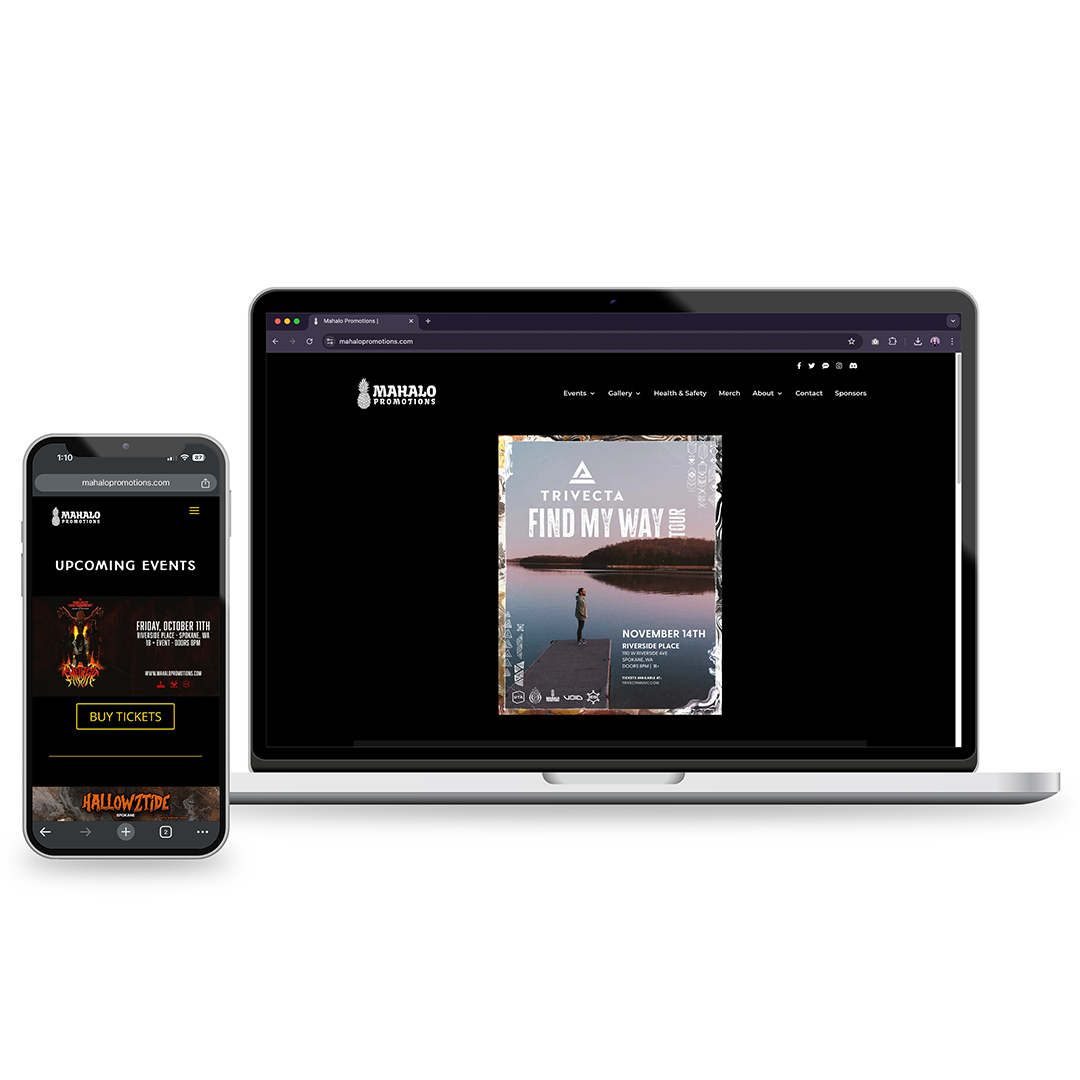 1:10
87
mahalopromotions.com
MAHALO
PROMOTIONS
UPCOMING EVENTS
FRIDAY, OCTOBER 11TH
RIVERSIDE PLACE - SPOKANE, WA
18 + EVENT - DOORS 8PM
WWW.MAHALOPROMOTIONS.COM
BUY TICKETS
HALLOWZTIDE
SPOKANE
2
Mahalo Promotions |
mahalopromotions.com
MAHALO
PROMOTIONS
Events Gallery Health & Safety Merch About Contact Sponsors
TRIVECTA
FIND MY WAY TOUR
NOVEMBER 14TH
RIVERSIDE PLACE
1110 W RIVERSIDE AVE
SPOKANE, WA
DOORS 8PM | 18+
TICKETS AVAILABLE AT:
TRIVECTAMUSIC.COM
VOID